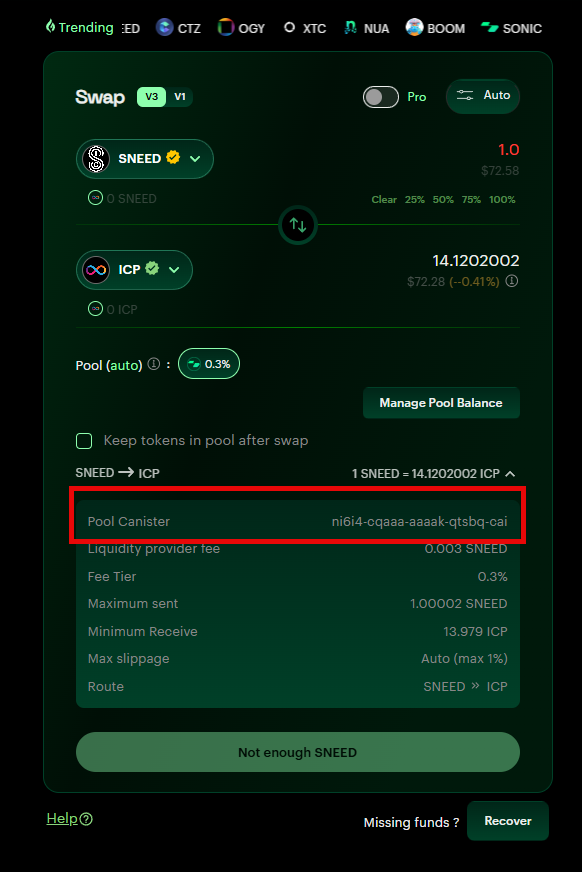 Trending ED CTZ OGY XTC NUA BOOM SONIC
Swap V3 V1 Pro Auto
SNEED 1.0
$72.58
0 SNEED Clear 25% 50% 75% 100%
ICP 14.1202002
$72.28 (--0.41%)
0 ICP
Pool (auto) : 0.3%
Manage Pool Balance
Keep tokens in pool after swap
SNEED → ICP 1 SNEED = 14.1202002 ICP
Pool Canister ni6i4-cqaaa-aaaak-qtsbq-cai
Liquidity provider fee 0.003 SNEED
Fee Tier 0.3%
Maximum sent 1.00002 SNEED
Minimum Receive 13.979 ICP
Max slippage Auto (max 1%)
Route SNEED » ICP
Not enough SNEED
Help Missing funds ? Recover